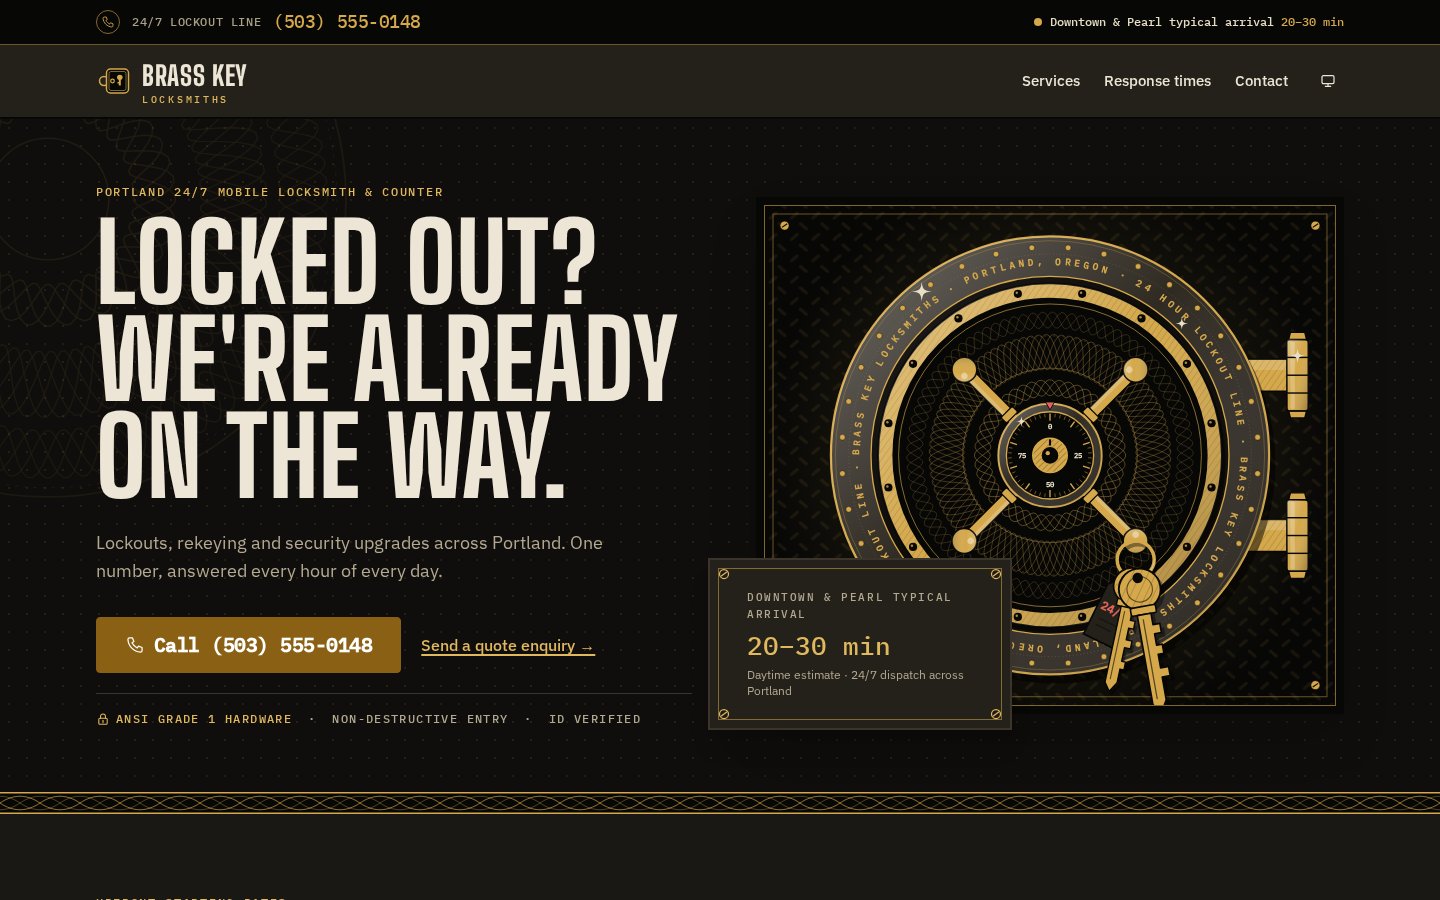 24/7 LOCKOUT LINE (503) 555-0148
Downtown & Pearl typical arrival 20–30 min
BRASS KEY
LOCKSMITHS
Services
Response times
Contact
PORTLAND 24/7 MOBILE LOCKSMITH & COUNTER
LOCKED OUT?
WE'RE ALREADY
ON THE WAY.
Lockouts, rekeying and security upgrades across Portland. One
number, answered every hour of every day.
Call (503) 555-0148
Send a quote enquiry →
ANSI GRADE 1 HARDWARE · NON-DESTRUCTIVE ENTRY · ID VERIFIED
BRASS KEY LOCKSMITHS · PORTLAND, OREGON · 24 HOUR LOCKOUT LINE · BRASS KEY LOCKSMITHS
LAND, OREG
KOUT LINE ·
0
25
50
75
24/
DOWNTOWN & PEARL TYPICAL
ARRIVAL
20–30 min
Daytime estimate · 24/7 dispatch across
Portland